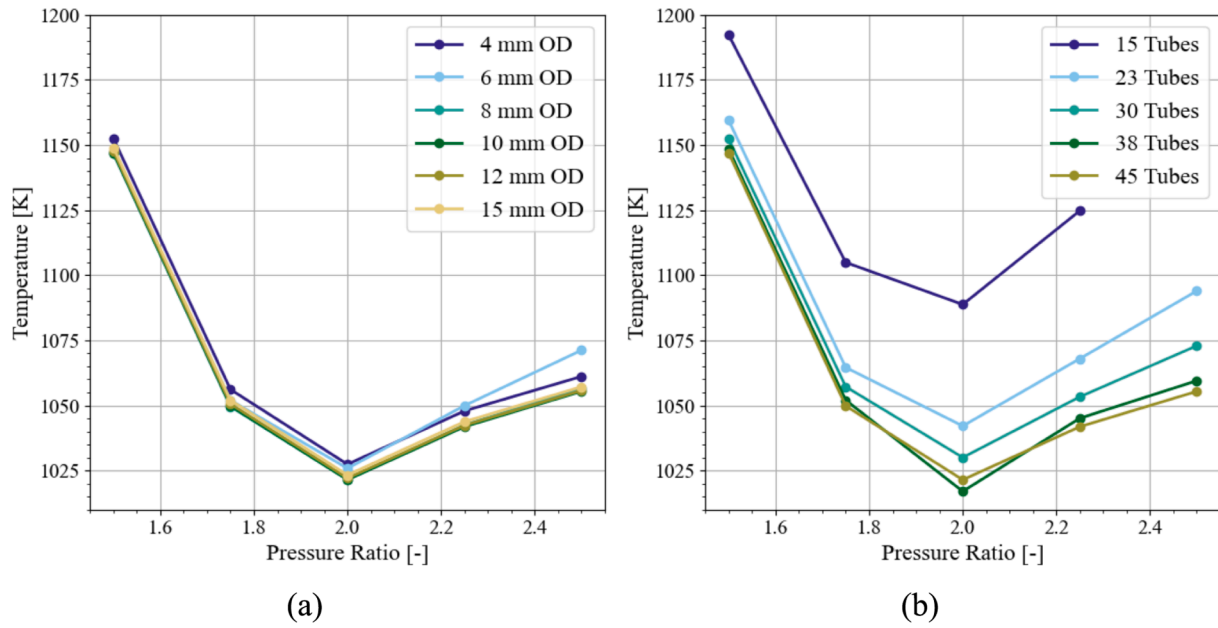 1200
1175
1150
1125
1100
1075
1050
1025
Temperature [K]
4 mm OD
6 mm OD
8 mm OD
10 mm OD
12 mm OD
15 mm OD
1.6
1.8
2.0
2.2
2.4
Pressure Ratio [-]
(a)
1200
1175
1150
1125
1100
1075
1050
1025
Temperature [K]
15 Tubes
23 Tubes
30 Tubes
38 Tubes
45 Tubes
1.6
1.8
2.0
2.2
2.4
Pressure Ratio [-]
(b)